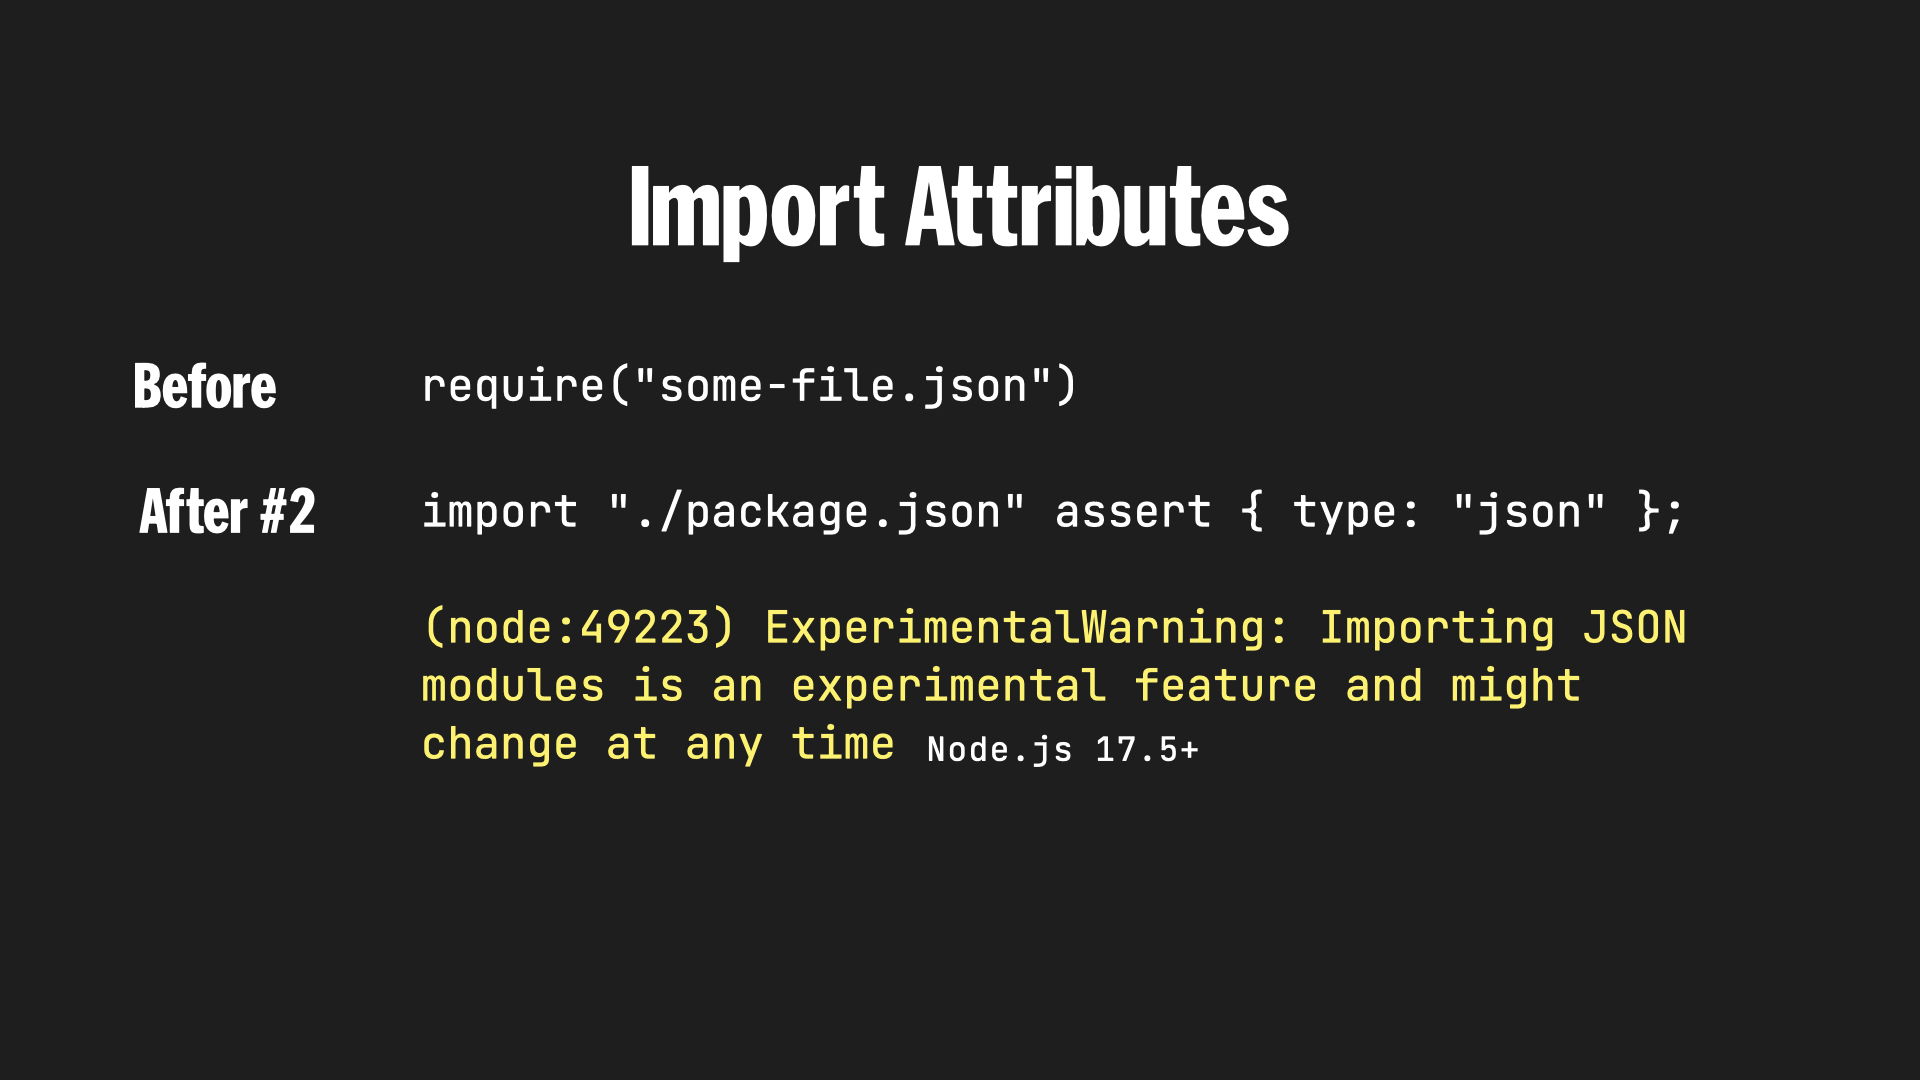 Import Attributes
Before
require("some-file.json")
After #2
import "./package.json" assert { type: "json" };
(node:49223) ExperimentalWarning: Importing JSON
modules is an experimental feature and might
change at any time Node.js 17.5+